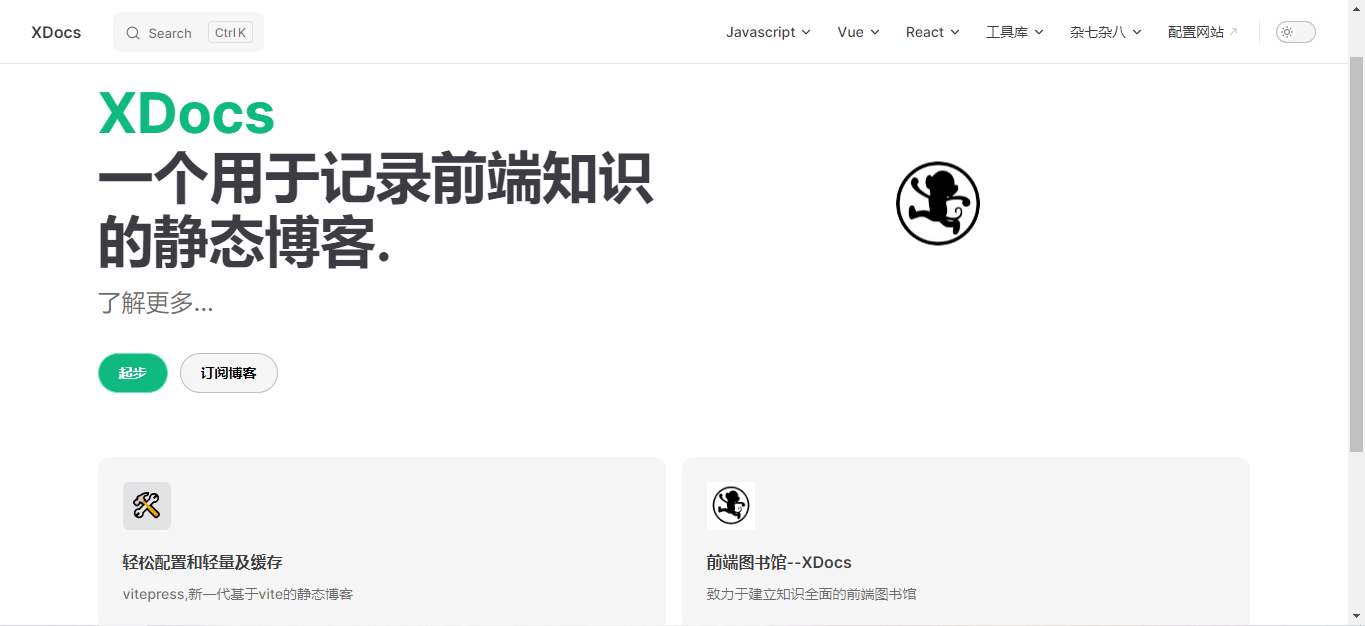 XDocs
Search Ctrl K
Javascript Vue React 工具库 杂七杂八 配置网站
XDocs
一个用于记录前端知识
的静态博客.
了解更多...
起步 订阅博客
轻松配置和轻量及缓存
vitepress,新一代基于vite的静态博客
前端图书馆--XDocs
致力于建立知识全面的前端图书馆